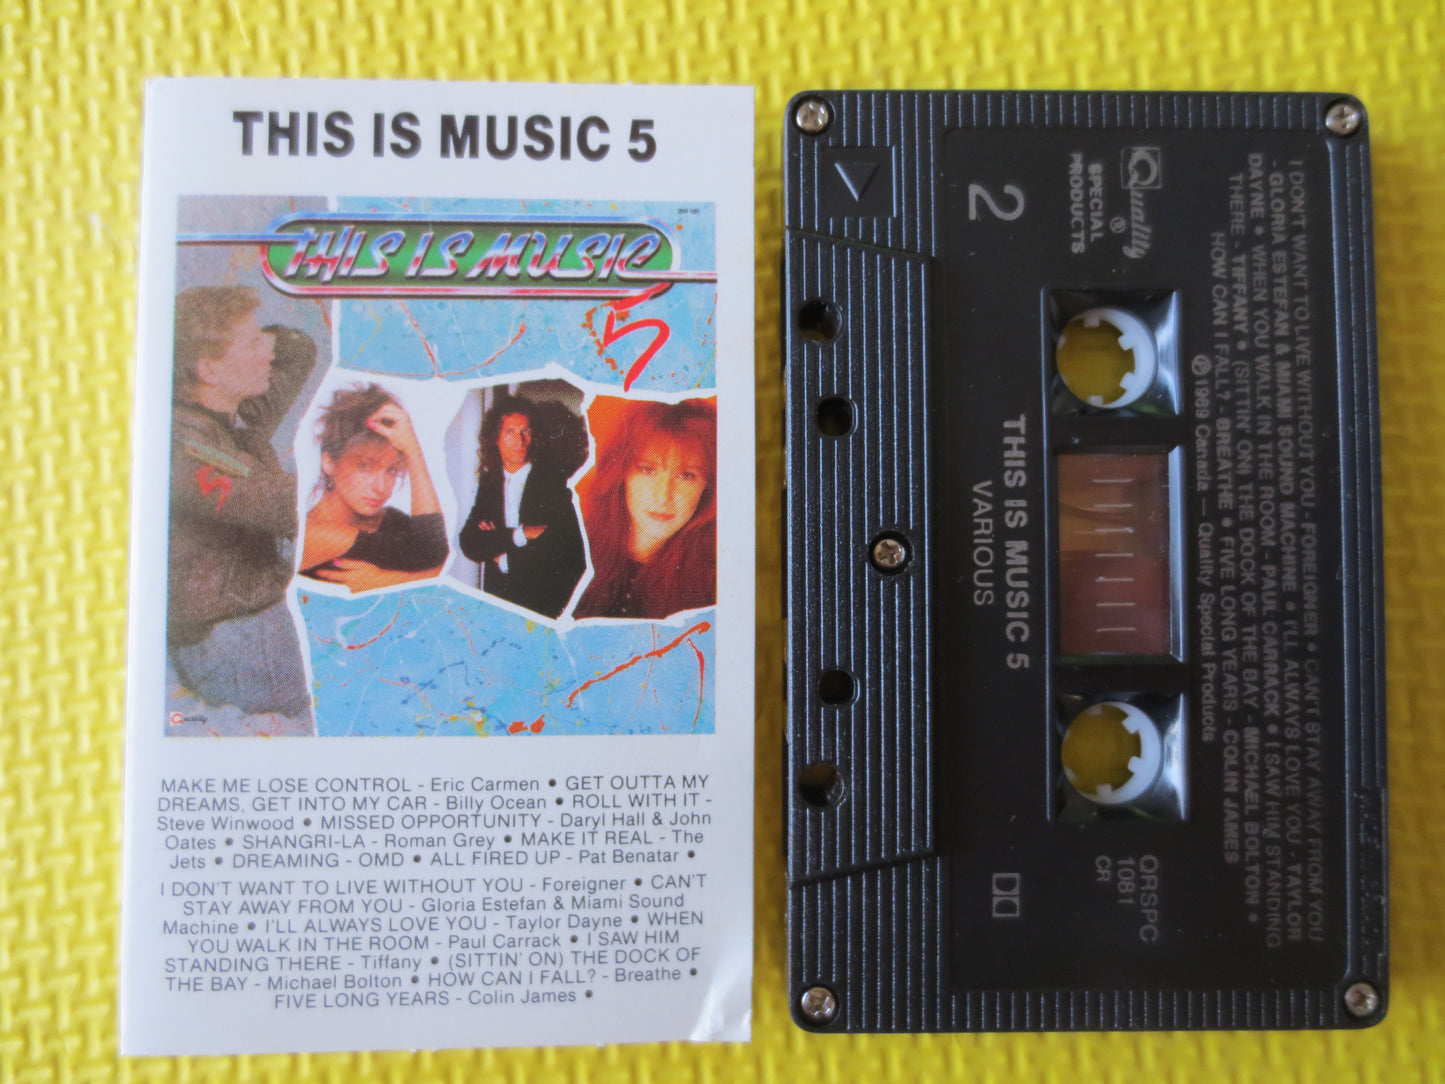 THIS IS MUSIC 5
THIS IS MUSIC
5
5
Quality
MAKE ME LOSE CONTROL - Eric Carmen • GET OUTTA MY
DREAMS, GET INTO MY CAR - Billy Ocean • ROLL WITH IT -
Steve Winwood • MISSED OPPORTUNITY - Daryl Hall & John
Oates • SHANGRI-LA - Roman Grey • MAKE IT REAL - The
Jets • DREAMING - OMD • ALL FIRED UP - Pat Benatar •
I DON'T WANT TO LIVE WITHOUT YOU - Foreigner • CAN'T
STAY AWAY FROM YOU - Gloria Estefan & Miami Sound
Machine • I'LL ALWAYS LOVE YOU - Taylor Dayne • WHEN
YOU WALK IN THE ROOM - Paul Carrack • I SAW HIM
STANDING THERE - Tiffany • (SITTIN' ON) THE DOCK OF
THE BAY - Michael Bolton • HOW CAN I FALL? - Breathe •
FIVE LONG YEARS - Colin James •
Quality ®
SPECIAL
PRODUCTS
2
I DON'T WANT TO LIVE WITHOUT YOU - FOREIGNER • CAN'T STAY AWAY FROM YOU
- GLORIA ESTEFAN & MIAMI SOUND MACHINE • I'LL ALWAYS LOVE YOU - TAYLOR
DAYNE • WHEN YOU WALK IN THE ROOM - PAUL CARRACK • I SAW HIM STANDING
THERE - TIFFANY • (SITTIN' ON) THE DOCK OF THE BAY - MICHAEL BOLTON •
HOW CAN I FALL? - BREATHE • FIVE LONG YEARS - COLIN JAMES
℗ 1989 Canada — Quality Special Products
THIS IS MUSIC 5
VARIOUS
QRSPC
1081
CR